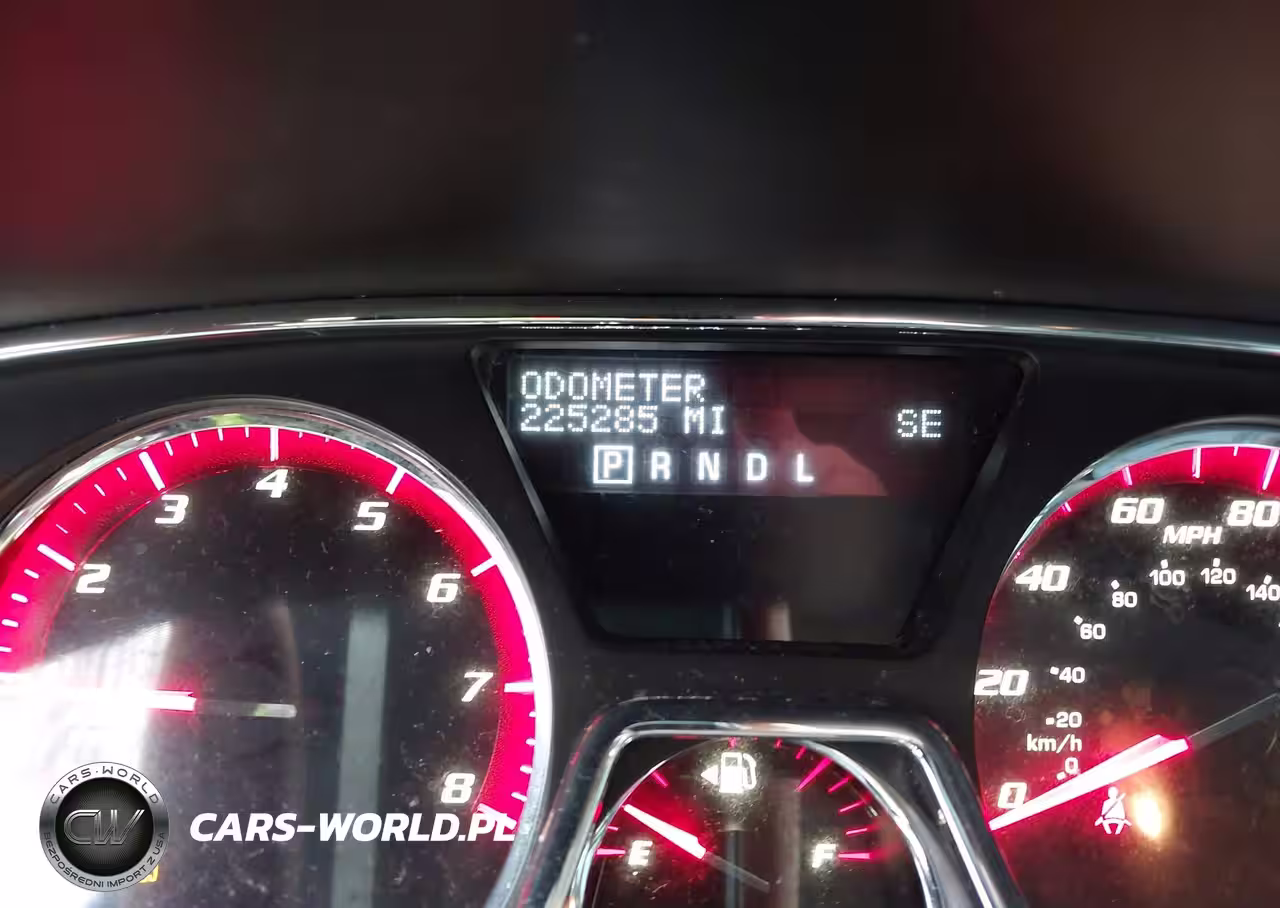 ODOMETER
225285 MI
SE
P R N D L
2
3
4
5
6
7
8
E
F
0
20
40
60
80
MPH
0
20
40
60
80
100
120
140
km/h
CARS-WORLD
CW
BEZPOŚREDNI IMPORT Z USA
CARS-WORLD.PL